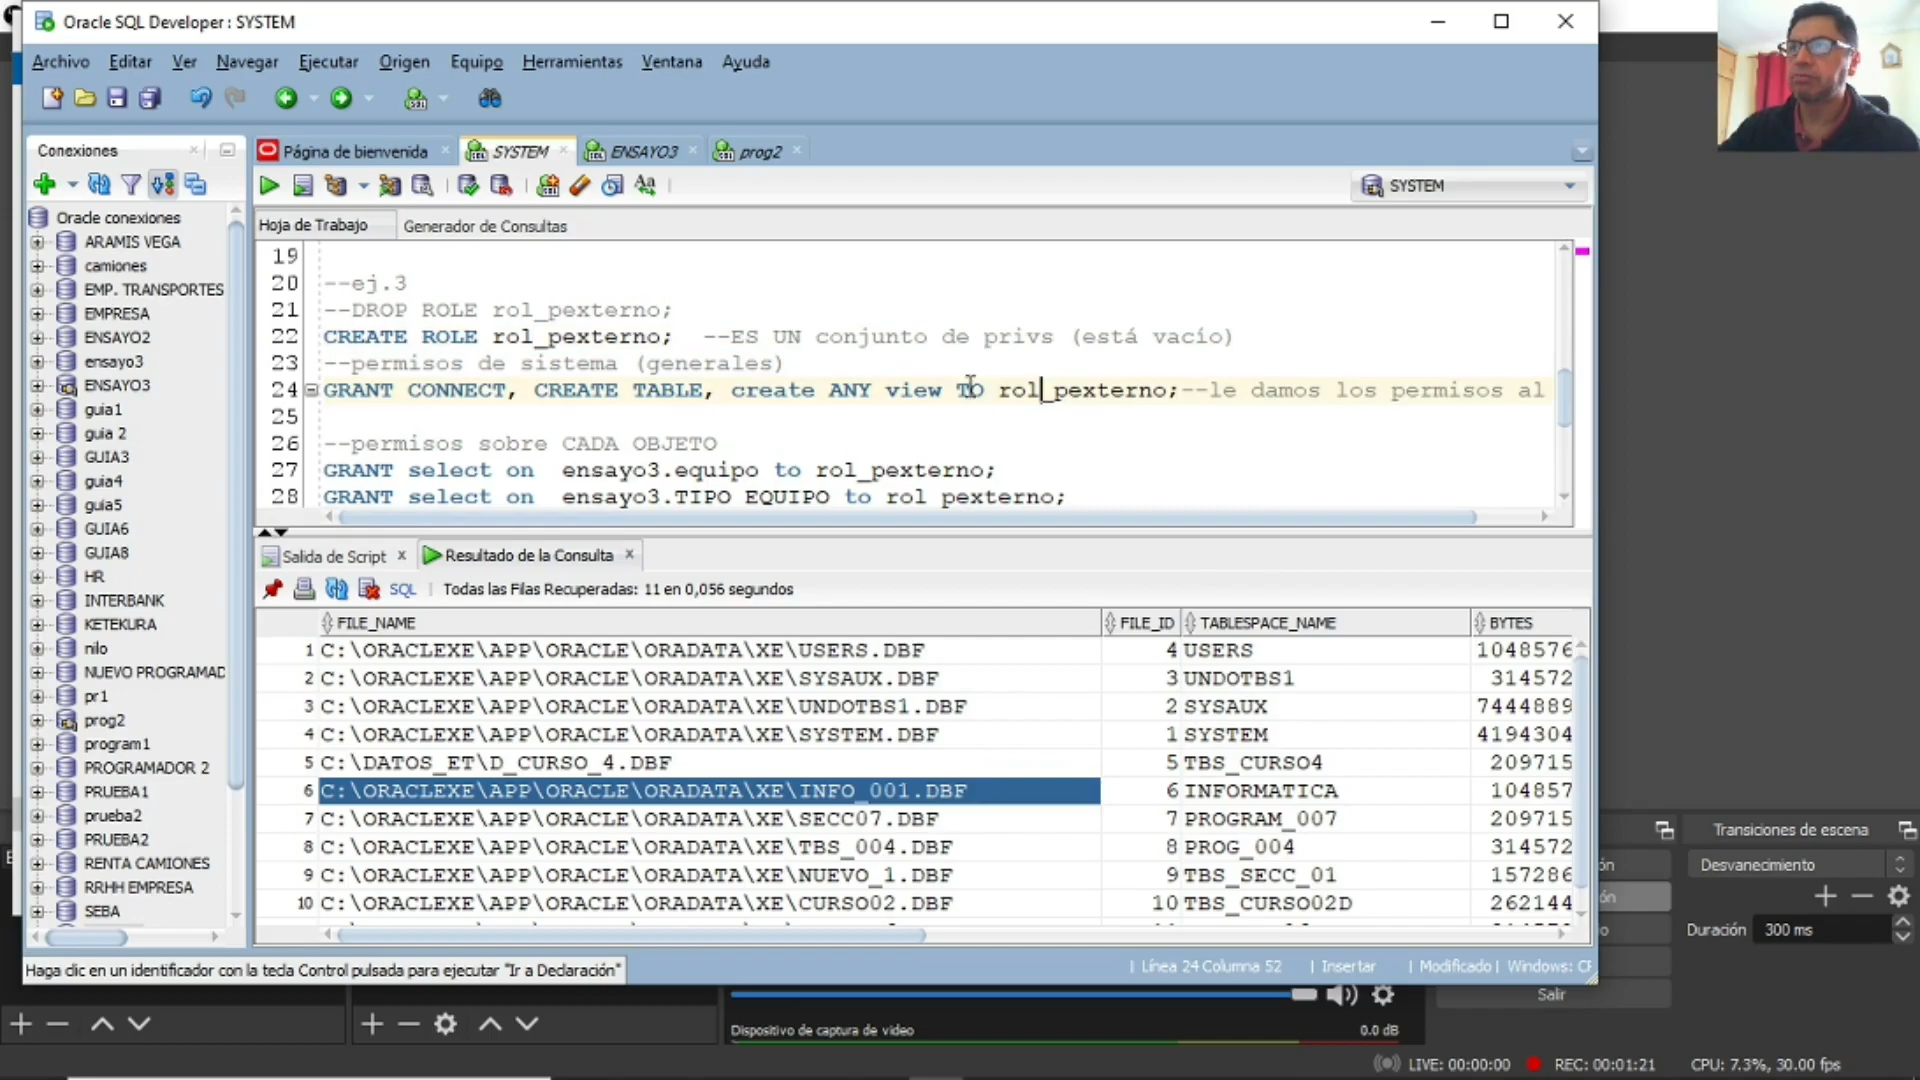 Oracle SQL Developer : SYSTEM
Archivo Editar Ver Navegar Ejecutar Origen Equipo Herramientas Ventana Ayuda
Conexiones
Página de bienvenida SYSTEM ENSAYO3 prog2
SYSTEM
Hoja de Trabajo Generador de Consultas
Oracle conexiones
ARAMIS VEGA
camiones
EMP. TRANSPORTES
EMPRESA
ENSAYO2
ensayo3
ENSAYO3
guia1
guia 2
GUIA3
guia4
guia5
GUIA6
GUIA8
HR
INTERBANK
KETEKURA
nilo
NUEVO PROGRAMAD
pr1
prog2
program1
PROGRAMADOR 2
PRUEBA1
prueba2
PRUEBA2
RENTA CAMIONES
RRHH EMPRESA
SEBA
19
20 --ej.3
21 --DROP ROLE rol_pexterno;
22 CREATE ROLE rol_pexterno; --ES UN conjunto de privs (está vacío)
23 --permisos de sistema (generales)
24 GRANT CONNECT, CREATE TABLE, create ANY view TO rol_pexterno;--le damos los permisos al
25
26 --permisos sobre CADA OBJETO
27 GRANT select on ensayo3.equipo to rol_pexterno;
28 GRANT select on ensayo3.TIPO_EQUIPO to rol_pexterno;
Salida de Script Resultado de la Consulta
SQL Todas las Filas Recuperadas: 11 en 0,056 segundos
FILE_NAME FILE_ID TABLESPACE_NAME BYTES
1 C:\ORACLEXE\APP\ORACLE\ORADATA\XE\USERS.DBF 4 USERS 1048576
2 C:\ORACLEXE\APP\ORACLE\ORADATA\XE\SYSAUX.DBF 3 UNDOTBS1 314572
3 C:\ORACLEXE\APP\ORACLE\ORADATA\XE\UNDOTBS1.DBF 2 SYSAUX 7444889
4 C:\ORACLEXE\APP\ORACLE\ORADATA\XE\SYSTEM.DBF 1 SYSTEM 4194304
5 C:\DATOS_ET\D_CURSO_4.DBF 5 TBS_CURSO4 209715
6 C:\ORACLEXE\APP\ORACLE\ORADATA\XE\INFO_001.DBF 6 INFORMATICA 104857
7 C:\ORACLEXE\APP\ORACLE\ORADATA\XE\SECC07.DBF 7 PROGRAM_007 209715
8 C:\ORACLEXE\APP\ORACLE\ORADATA\XE\TBS_004.DBF 8 PROG_004 314572
9 C:\ORACLEXE\APP\ORACLE\ORADATA\XE\NUEVO_1.DBF 9 TBS_SECC_01 157286
10 C:\ORACLEXE\APP\ORACLE\ORADATA\XE\CURSO02.DBF 10 TBS_CURSO02D 262144
Haga clic en un identificador con la tecla Control pulsada para ejecutar "Ir a Declaración"
Línea 24 Columna 52 | Insertar | Modificado | Windows: CR
Transiciones de escena
Desvanecimiento
Duración 300 ms
Salir
Dispositivo de captura de video 0.0 dB
LIVE: 00:00:00 REC: 00:01:21 CPU: 7.3%, 30.00 fps